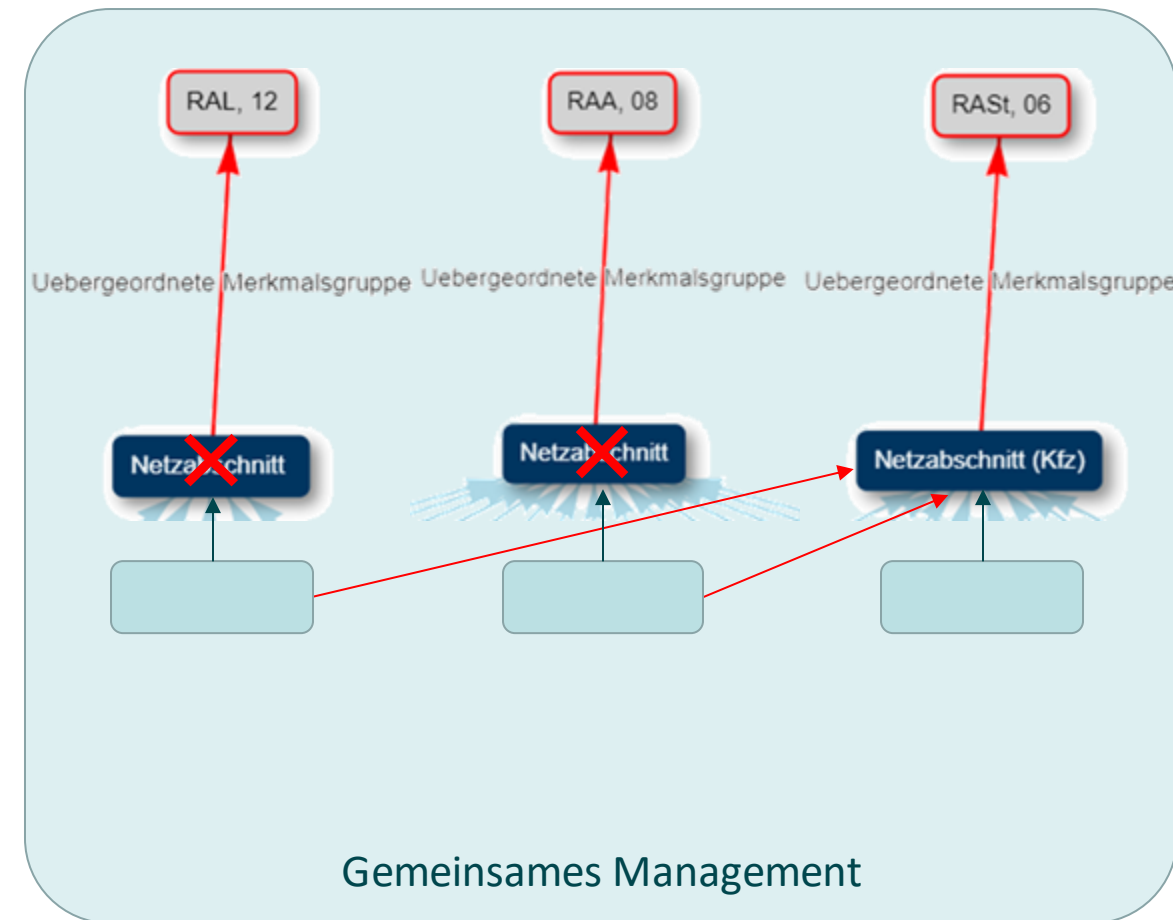 RAL, 12
RAA, 08
RASt, 06
Uebergeordnete Merkmalsgruppe
Uebergeordnete Merkmalsgruppe
Uebergeordnete Merkmalsgruppe
Netzabschnitt
Netzabschnitt
Netzabschnitt (Kfz)
Gemeinsames Management